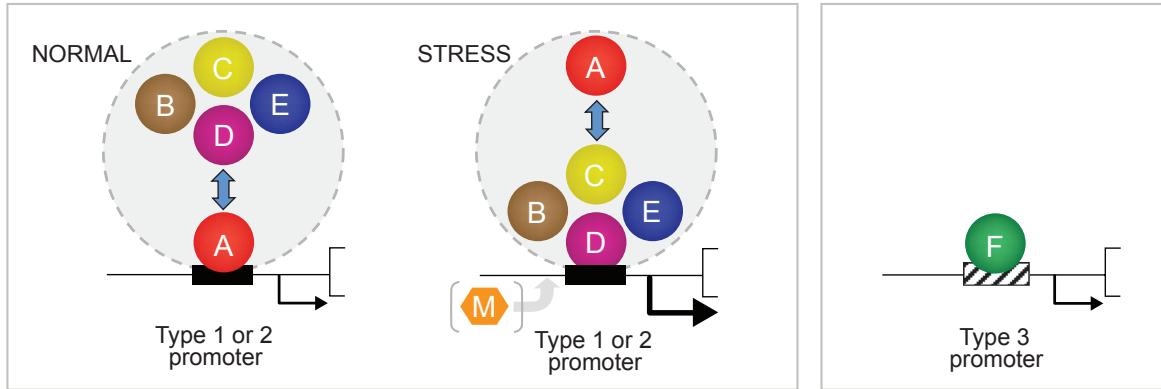 NORMAL
C
B
E
D
A
Type 1 or 2
promoter
STRESS
A
C
B
E
D
M
Type 1 or 2
promoter
F
Type 3
promoter